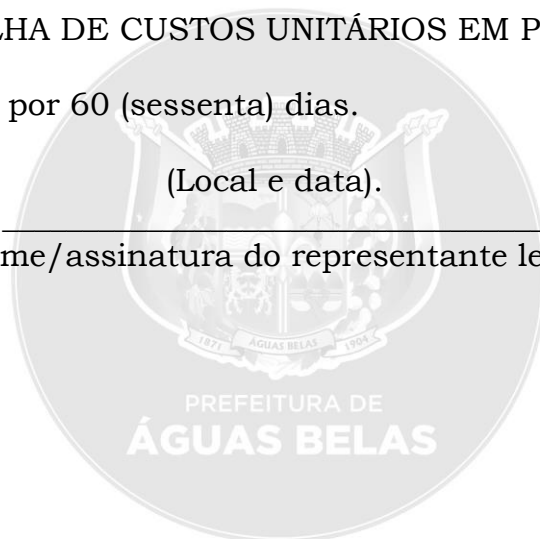 LHA DE CUSTOS UNITÁRIOS EM P
por 60 (sessenta) dias.
(Local e data).
me/assinatura do representante le
1871 ÁGUAS BELAS 1904
PREFEITURA DE
ÁGUAS BELAS